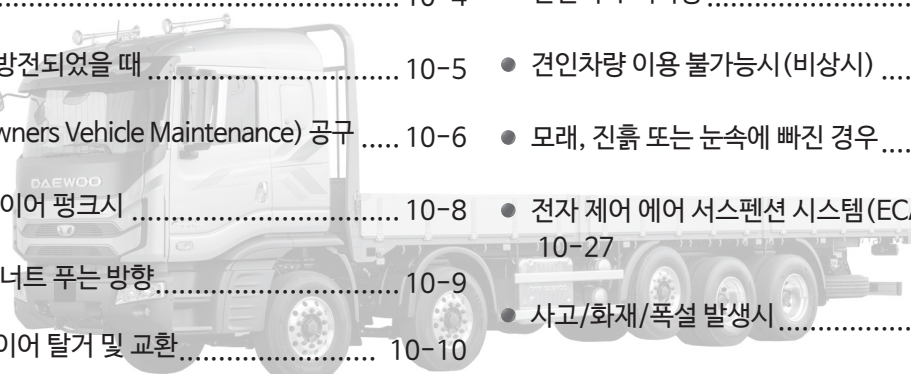 10-4
방전되었을 때 10-5
wners Vehicle Maintenance) 공구 10-6
이어 펑크시 10-8
너트 푸는 방향 10-9
이어 탈거 및 교환 10-10
견인차량 이용 불가능시(비상시)
모래, 진흙 또는 눈속에 빠진 경우
전자 제어 에어 서스펜션 시스템(ECA
10-27
사고/화재/폭설 발생시
DAEWOO